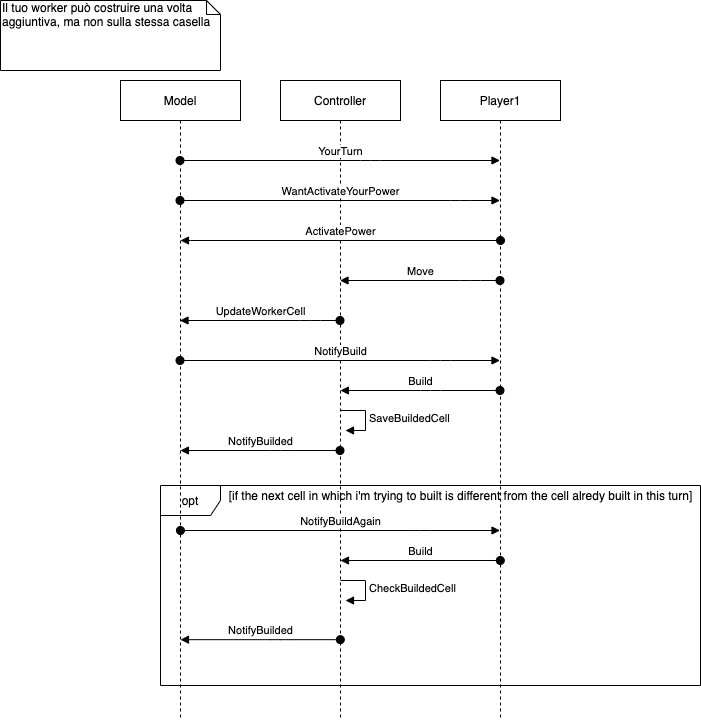 Il tuo worker può costruire una volta
aggiuntiva, ma non sulla stessa casella
Model
Controller
Player1
YourTurn
WantActivateYourPower
ActivatePower
Move
UpdateWorkerCell
NotifyBuild
Build
SaveBuildedCell
NotifyBuilded
opt
[if the next cell in which i'm trying to built is different from the cell alredy built in this turn]
NotifyBuildAgain
Build
CheckBuildedCell
NotifyBuilded